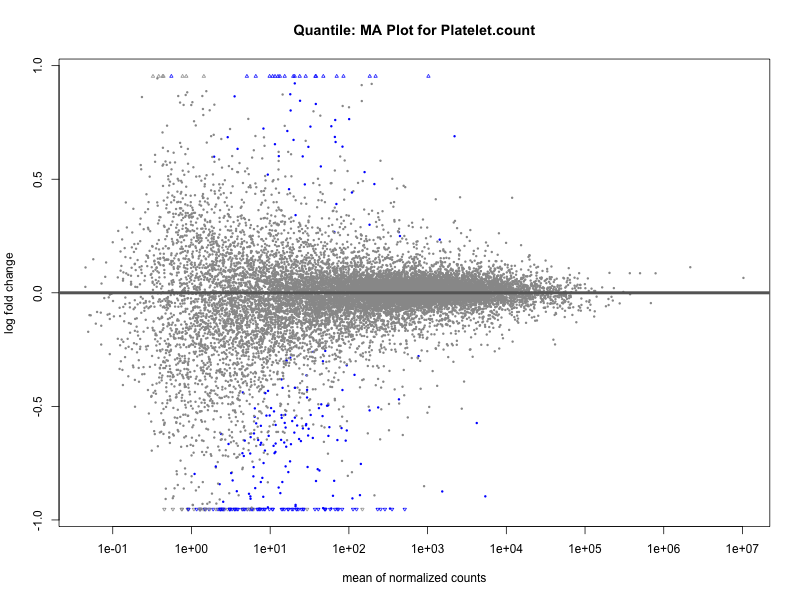 Quantile: MA Plot for Platelet.count
log fold change
1.0
0.5
0.0
-0.5
-1.0
1e-01 1e+00 1e+01 1e+02 1e+03 1e+04 1e+05 1e+06 1e+07
mean of normalized counts